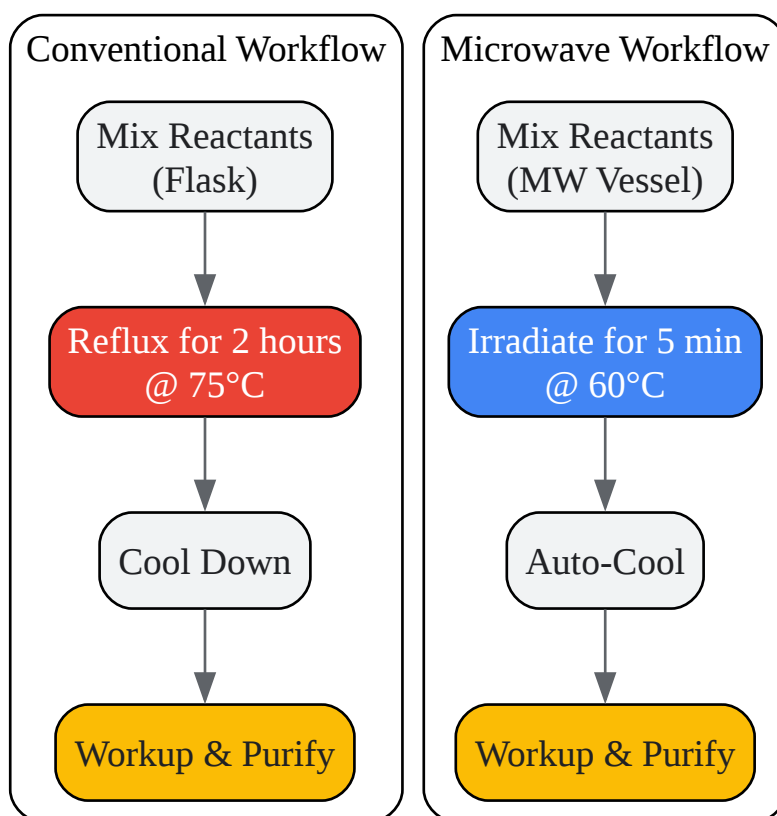 Conventional Workflow
Mix Reactants
(Flask)
Reflux for 2 hours
@ 75°C
Cool Down
Workup & Purify
Microwave Workflow
Mix Reactants
(MW Vessel)
Irradiate for 5 min
@ 60°C
Auto-Cool
Workup & Purify